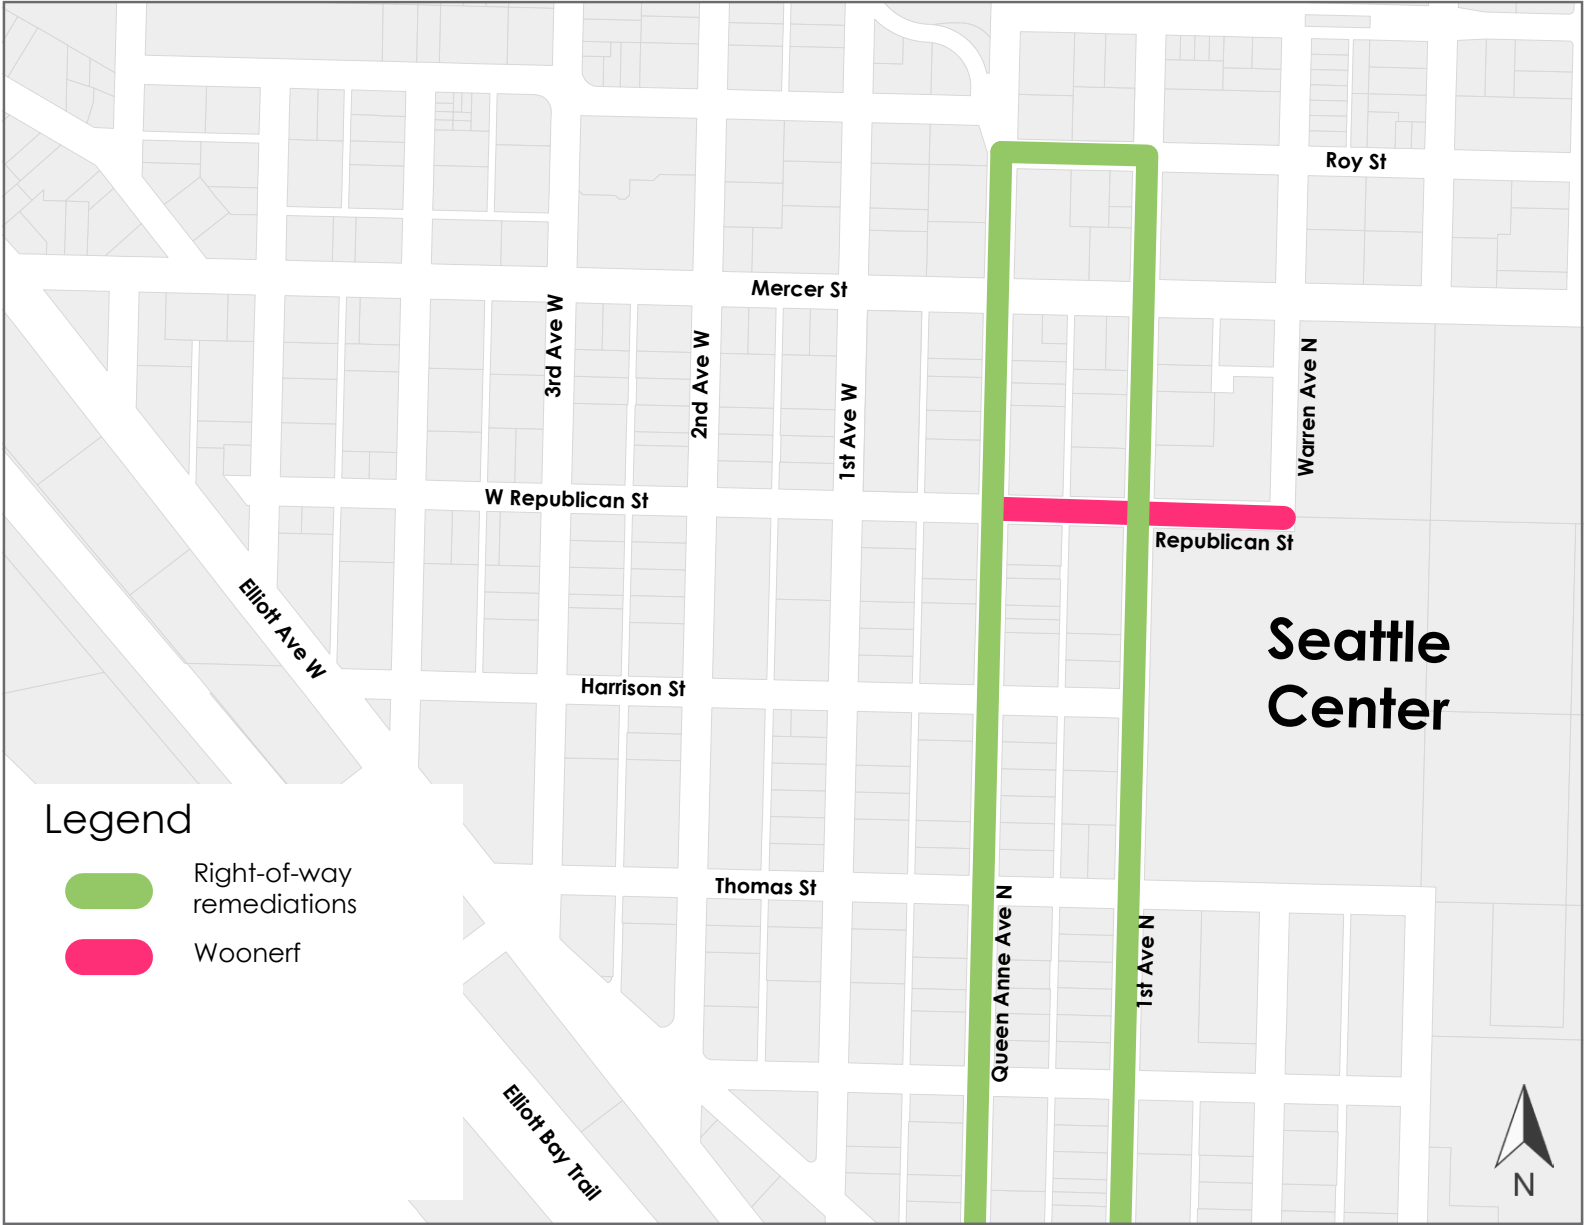 Roy St
Mercer St
3rd Ave W
2nd Ave W
1st Ave W
Warren Ave N
W Republican St
Republican St
Elliott Ave W
Seattle
Center
Harrison St
Legend
Right-of-way
remediations
Woonerf
Thomas St
Queen Anne Ave N
1st Ave N
Elliott Bay Trail
N